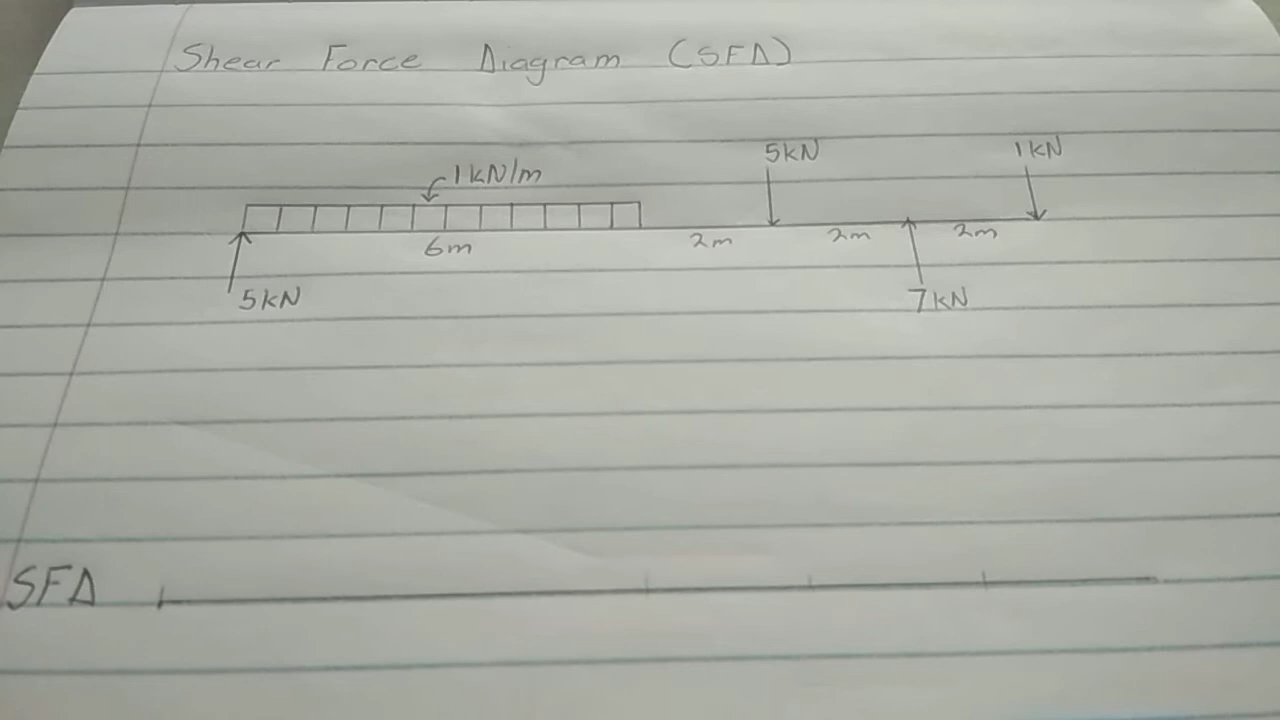 Shear Force Diagram (SFD)
5kN
1kN
1kN/m
6m
2m
2m
2m
5kN
7kN
SFD